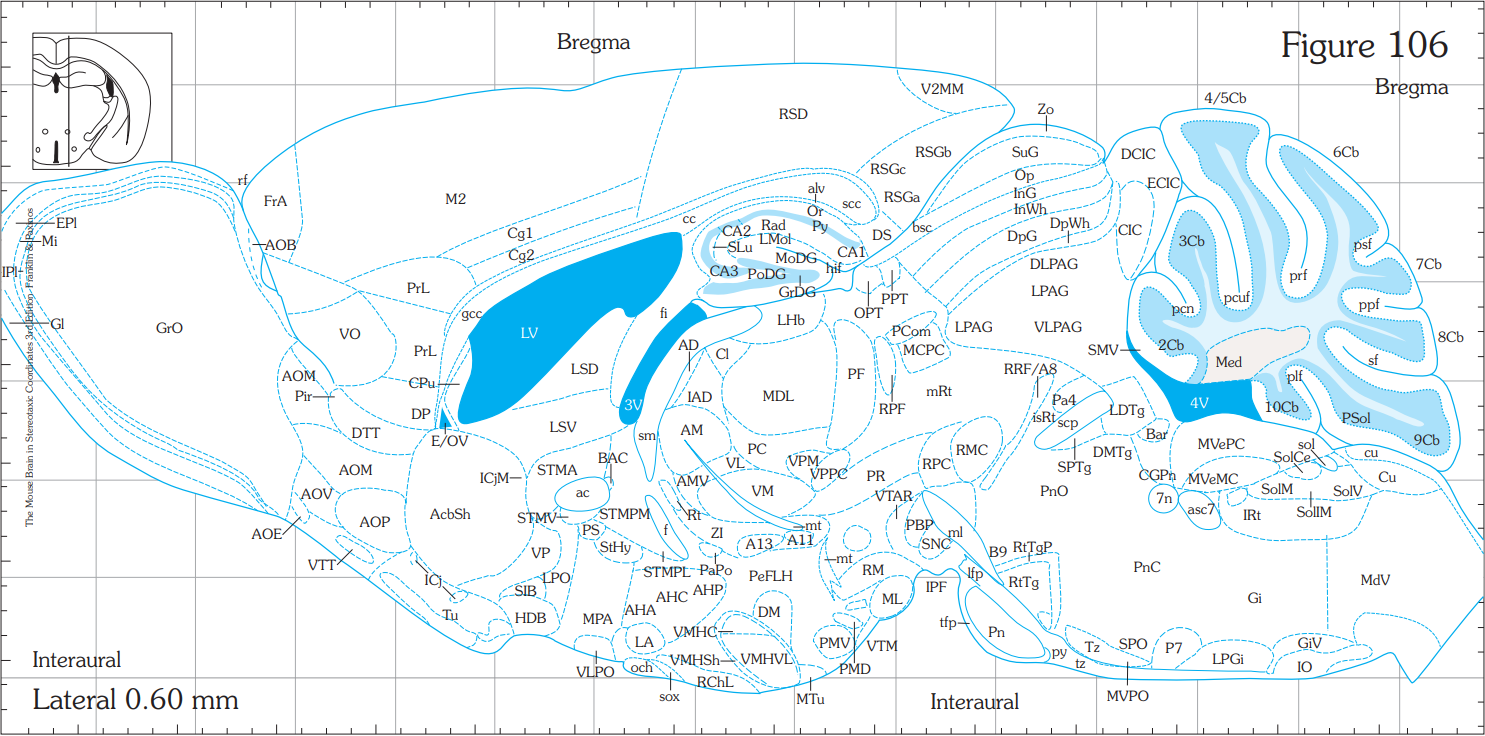 Bregma
Figure 106
Bregma
4/5Cb
V2MM
Zo
RSD
6Cb
RSGb
SuG
DCIC
RSGc
Op
rf
alv
ECIC
InG
FrA
M2
scc
RSGa
InWh
Or
EPl
cc
Py
bsc
DpWh
CIC
Mi
AOB
Cg1
CA2
Rad
DS
DpG
3Cb
psf
SLu
LMol
Cg2
CA1
MoDG
DLPAG
7Cb
IPl
CA3
PoDG
hif
prf
PrL
GrDG
PPT
LPAG
pcuf
ppf
gcc
fi
OPT
pcn
Gl
GrO
VO
LV
LHb
PCom
LPAG
VLPAG
8Cb
PrL
AD
Cl
MCPC
SMV
2Cb
Med
sf
AOM
CPu
LSD
PF
RRF/A8
plf
Pir
IAD
MDL
mRt
3V
RPF
Pa4
4V
10Cb
DP
isRt
scp
LDTg
PSol
DTT
E/OV
LSV
sm
AM
Bar
MVePC
9Cb
PC
RMC
DMTg
sol
SolCe
cu
AOM
ICjM
STMA
BAC
VL
VPM
VPPC
PR
RPC
SPTg
CGPn
MVeMC
Cu
AOV
ac
AMV
VM
VTAR
PnO
7n
SolM
SolV
AOP
AbcSh
STMV
STMPM
Rt
asc7
IRt
SolIM
AOE
PS
f
ZI
mt
PBP
ml
StHy
A13
A11
SNC
VTT
VP
mt
B9
RtTgP
ICj
LPO
STMPL
PaPo
PeFLH
RM
lfp
RtTg
PnC
MdV
SIB
AHC
AHP
ML
IPF
Gi
Tu
HDB
MPA
AHA
DM
tfp
Pn
LA
VMHC
PMV
VTM
SPO
P7
GiV
Interaural
och
VMHSh
VMHVL
py
Tz
LPGi
IO
VLPO
PMD
tz
RChL
Lateral 0.60 mm
sox
MTu
Interaural
MVPO
The Mouse Brain in Stereotaxic Coordinates 3rd Edition Franklin & Paxinos